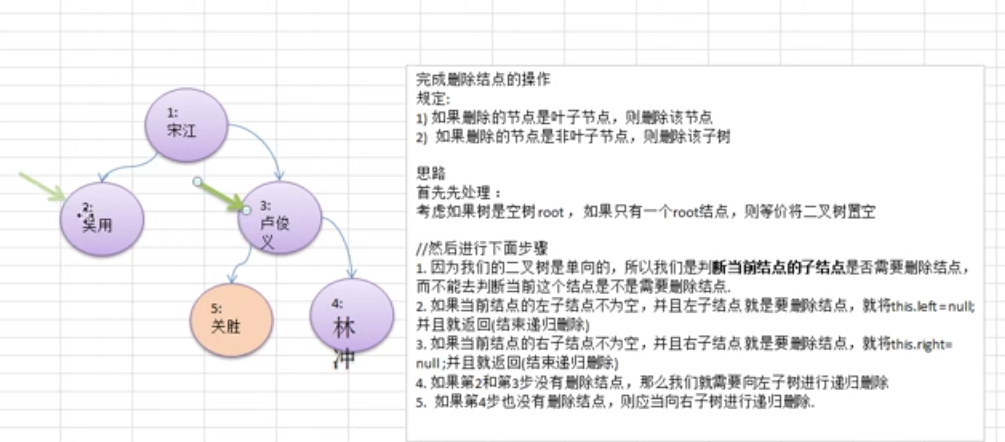 1:
宋江
2:
吴用
3:
卢俊
义
5:
关胜
4:
林
冲
完成删除结点的操作
规定:
1) 如果删除的节点是叶子节点，则删除该节点
2) 如果删除的节点是非叶子节点，则删除该子树
思路
首先先处理：
考虑如果树是空树root ，如果只有一个root结点，则等价将二叉树置空
//然后进行下面步骤
1. 因为我们的二叉树是单向的，所以我们是判断当前结点的子结点是否需要删除结点，
而不能去判断当前这个结点是不是需要删除结点.
2. 如果当前结点的左子结点不为空，并且左子结点 就是要删除结点，就将this.left = null;
并且就返回(结束递归删除)
3. 如果当前结点的右子结点不为空，并且右子结点 就是要删除结点，就将this.right=
null ;并且就返回(结束递归删除)
4. 如果第2和第3步没有删除结点，那么我们就需要向左子树进行递归删除
5. 如果第4步也没有删除结点，则应当向右子树进行递归删除.